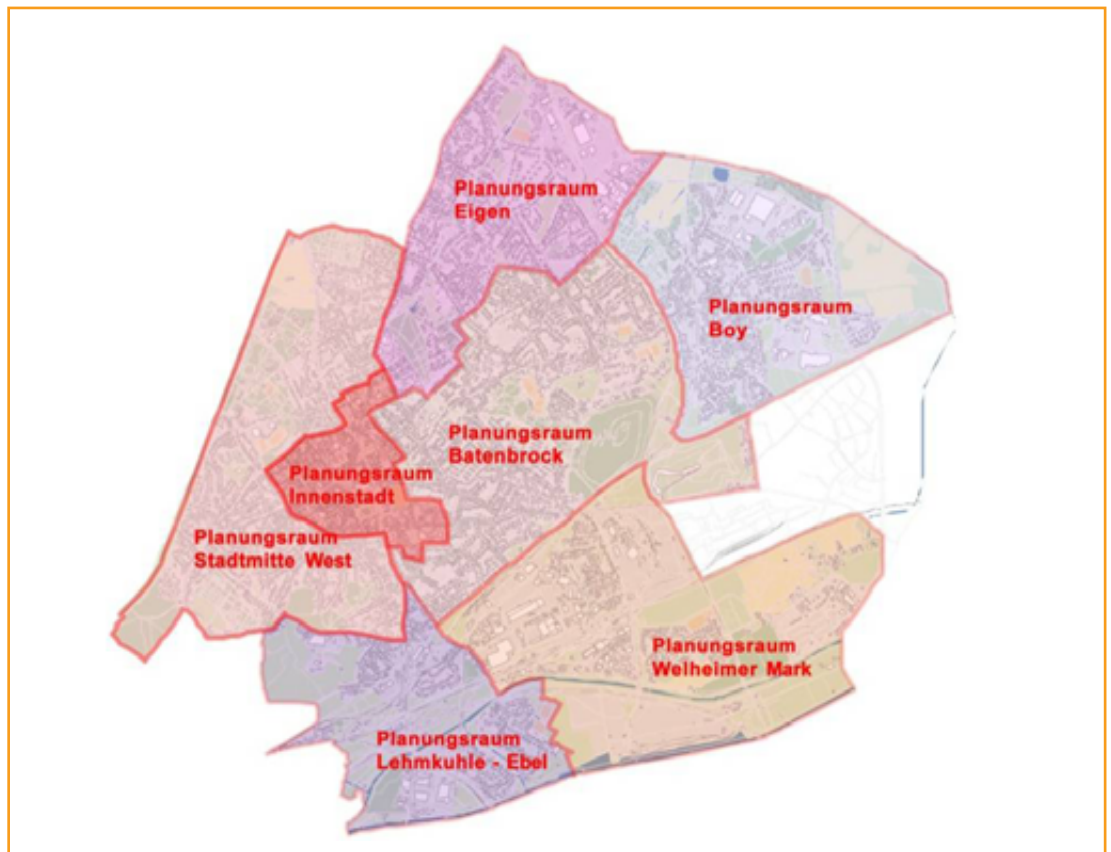 Planungsraum
Eigen
Planungsraum
Boy
Planungsraum
Batenbrock
Planungsraum
Innenstadt
Planungsraum
Stadtmitte West
Planungsraum
Welheimer Mark
Planungsraum
Lehmkuhle - Ebel